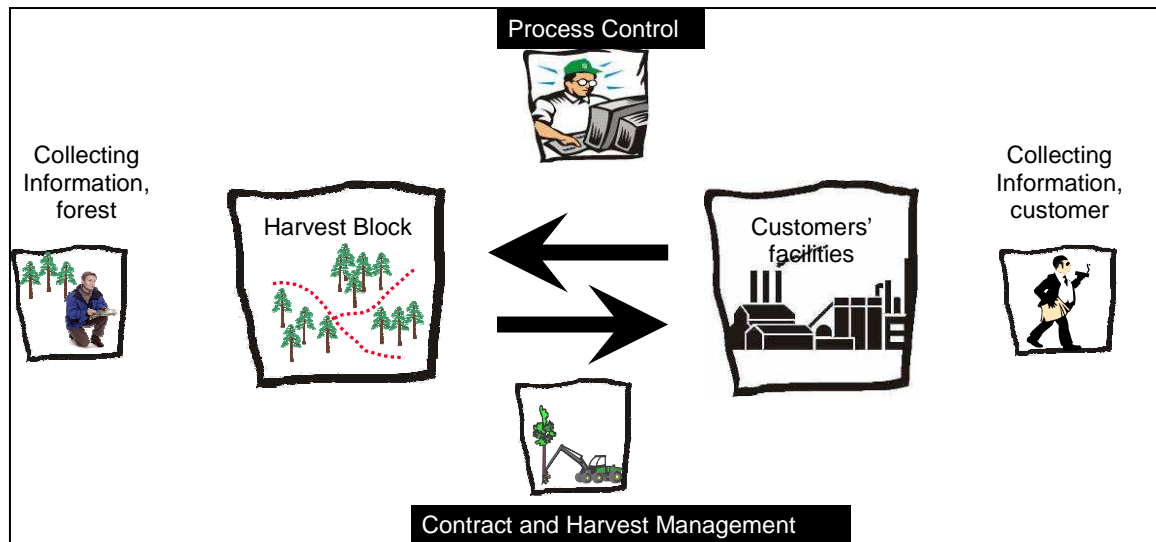 Process Control
Collecting
Information,
forest
Harvest Block
Customers'
facilities
Collecting
Information,
customer
Contract and Harvest Management